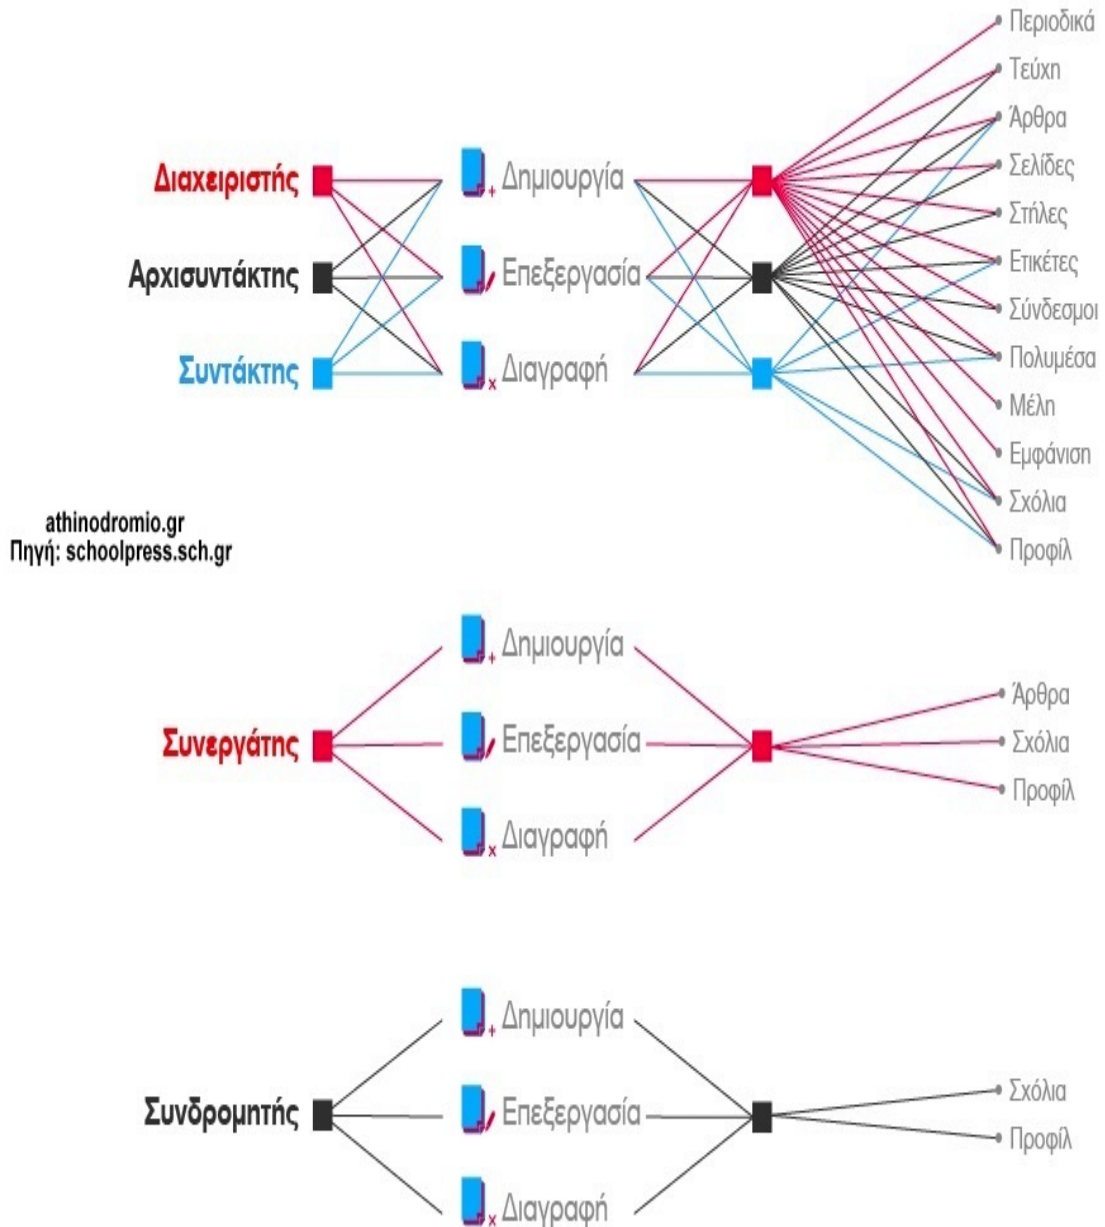 Περιοδικά
Τεύχη
Άρθρα
Σελίδες
Στήλες
Ετικέτες
Σύνδεσμοι
Πολυμέσα
Μέλη
Εμφάνιση
Σχόλια
Προφίλ
Διαχειριστής
Δημιουργία
Αρχισυντάκτης
Επεξεργασία
Συντάκτης
Διαγραφή
athinodromio.gr
Πηγή: schoolpress.sch.gr
Δημιουργία
Συνεργάτης
Επεξεργασία
Διαγραφή
Άρθρα
Σχόλια
Προφίλ
Δημιουργία
Συνδρομητής
Επεξεργασία
Διαγραφή
Σχόλια
Προφίλ